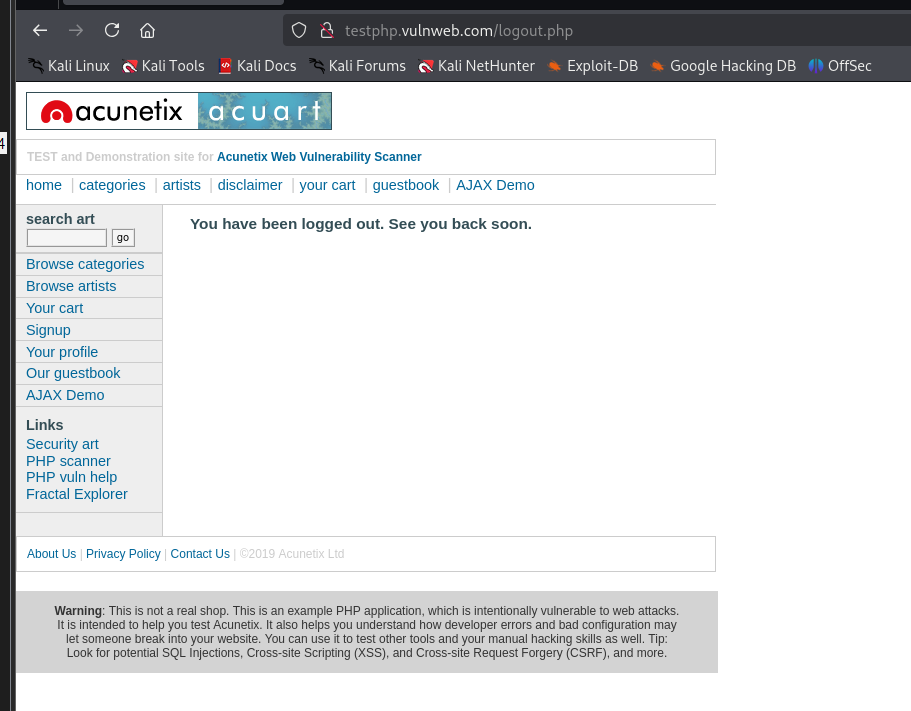 testphp.vulnweb.com/logout.php
Kali Linux Kali Tools Kali Docs Kali Forums Kali NetHunter Exploit-DB Google Hacking DB OffSec
acunetix acuart
4
TEST and Demonstration site for Acunetix Web Vulnerability Scanner
home | categories | artists | disclaimer | your cart | guestbook | AJAX Demo
search art
go
You have been logged out. See you back soon.
Browse categories
Browse artists
Your cart
Signup
Your profile
Our guestbook
AJAX Demo
Links
Security art
PHP scanner
PHP vuln help
Fractal Explorer
About Us | Privacy Policy | Contact Us | ©2019 Acunetix Ltd
Warning: This is not a real shop. This is an example PHP application, which is intentionally vulnerable to web attacks.
It is intended to help you test Acunetix. It also helps you understand how developer errors and bad configuration may
let someone break into your website. You can use it to test other tools and your manual hacking skills as well. Tip:
Look for potential SQL Injections, Cross-site Scripting (XSS), and Cross-site Request Forgery (CSRF), and more.